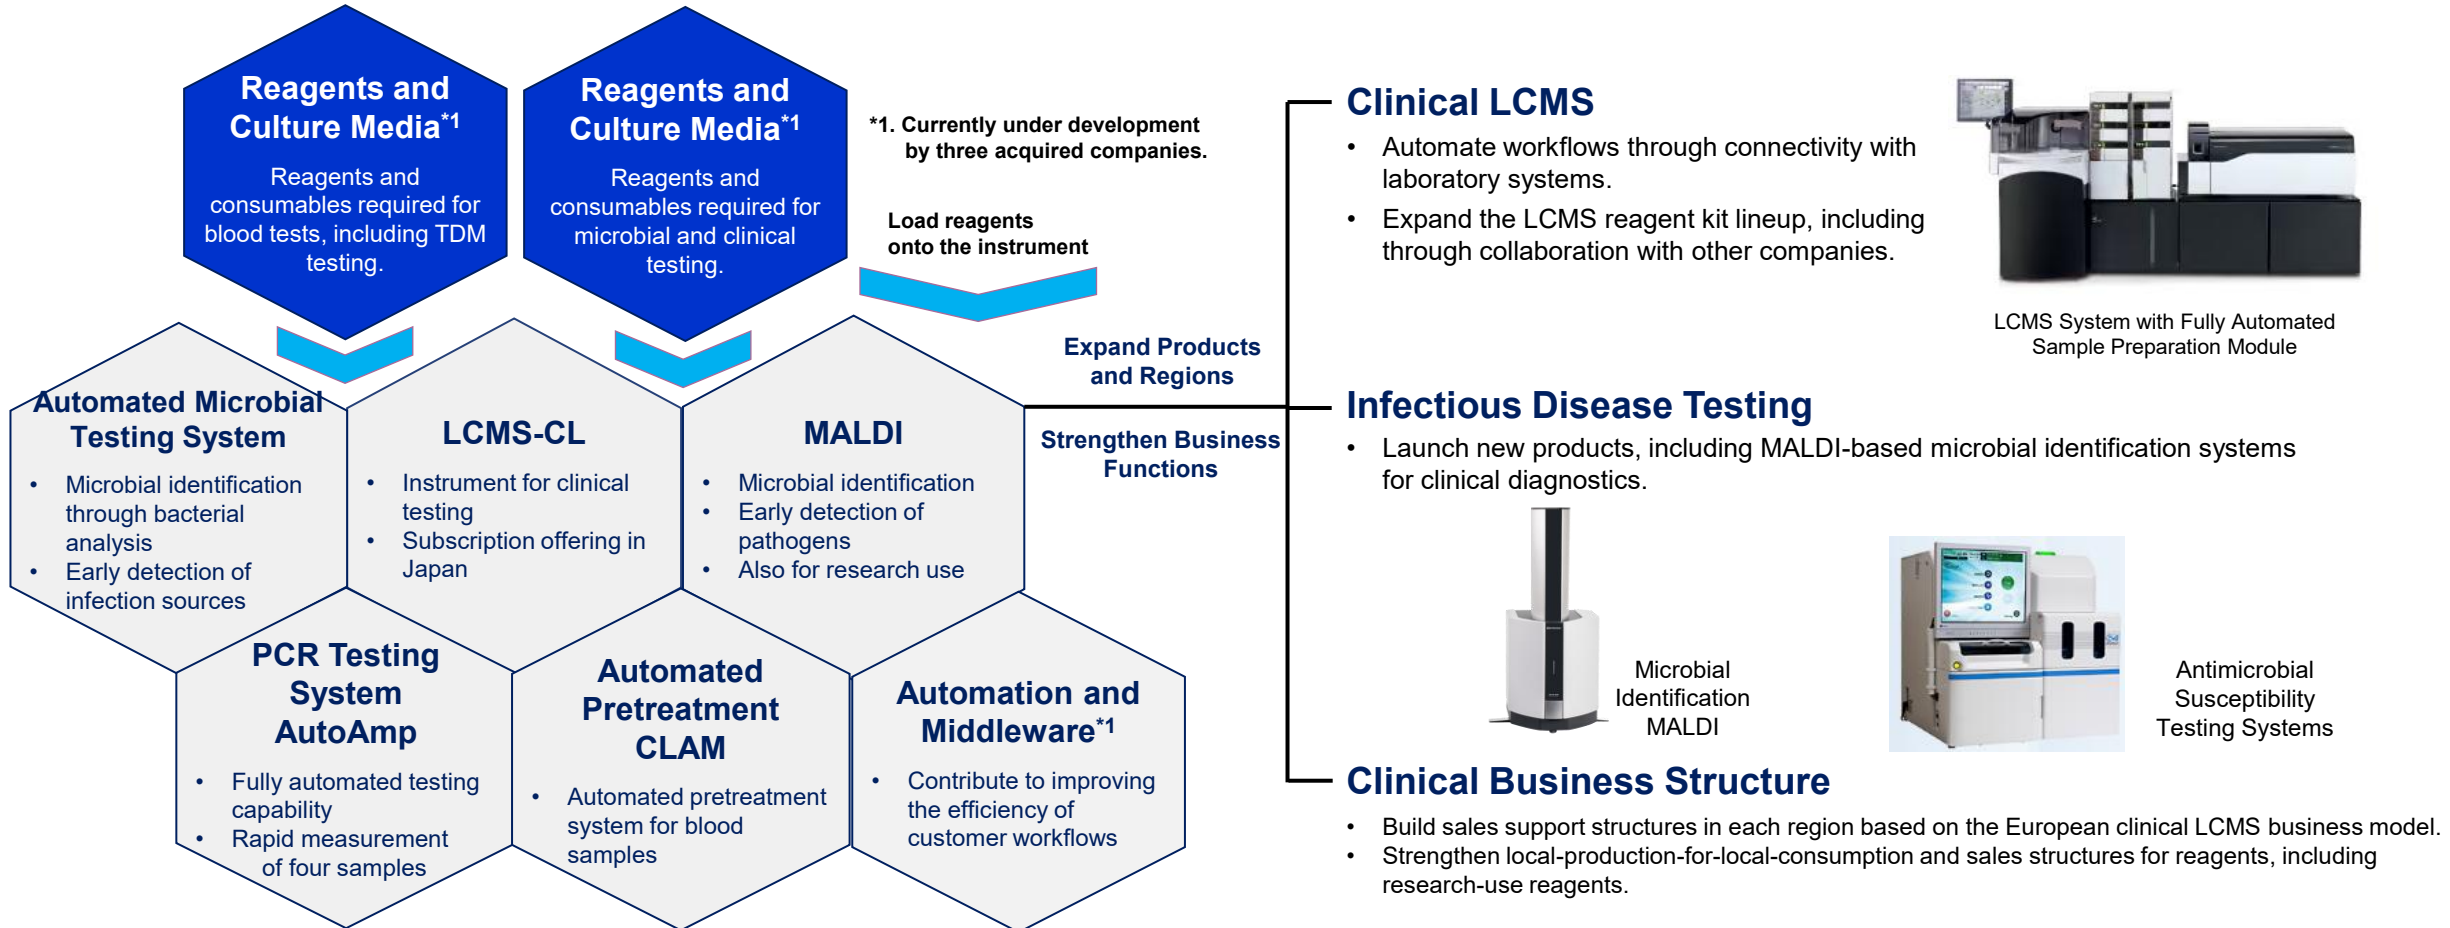 Reagents and
Culture Media*1
Reagents and
consumables required for
blood tests, including TDM
testing.
Reagents and
Culture Media*1
Reagents and
consumables required for
microbial and clinical
testing.
*1. Currently under development
by three acquired companies.
Load reagents
onto the instrument
Automated Microbial
Testing System
• Microbial identification
through bacterial
analysis
• Early detection of
infection sources
LCMS-CL
• Instrument for clinical
testing
• Subscription offering in
Japan
MALDI
• Microbial identification
• Early detection of
pathogens
• Also for research use
PCR Testing
System
AutoAmp
• Fully automated testing
capability
• Rapid measurement
of four samples
Automated
Pretreatment
CLAM
• Automated pretreatment
system for blood
samples
Automation and
Middleware*1
• Contribute to improving
the efficiency of
customer workflows
Expand Products
and Regions
Strengthen Business
Functions
Clinical LCMS
• Automate workflows through connectivity with
laboratory systems.
• Expand the LCMS reagent kit lineup, including
through collaboration with other companies.
LCMS System with Fully Automated
Sample Preparation Module
Infectious Disease Testing
• Launch new products, including MALDI-based microbial identification systems
for clinical diagnostics.
Microbial
Identification
MALDI
Antimicrobial
Susceptibility
Testing Systems
Clinical Business Structure
• Build sales support structures in each region based on the European clinical LCMS business model.
• Strengthen local-production-for-local-consumption and sales structures for reagents, including
research-use reagents.